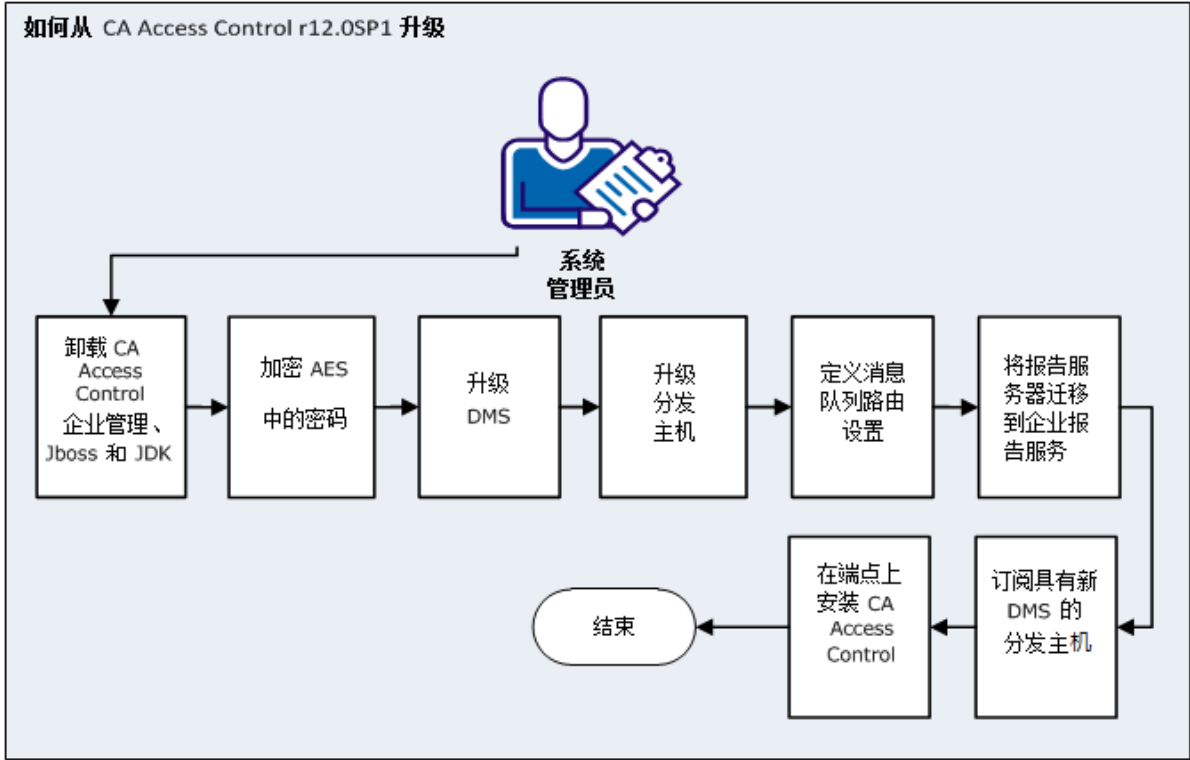 如何从 CA Access Control r12.0SP1 升级
系统
管理员
卸载 CA
Access
Control
企业管理、
Jboss 和 JDK
加密 AES
中的密码
升级
DMS
升级
分发
主机
定义消息
队列路由
设置
将报告服
务器迁移
到企业报
告服务
订阅具有新
DMS 的
分发主机
在端点上
安装 CA
Access
Control
结束